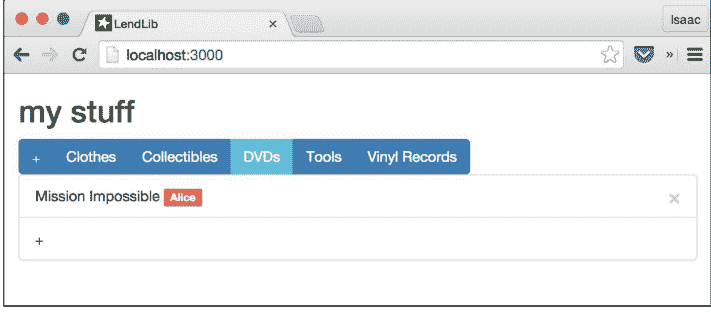 LendLib ×
Isaac
localhost:3000 »
my stuff
+ Clothes Collectibles DVDs Tools Vinyl Records
Mission Impossible Alice ×
+